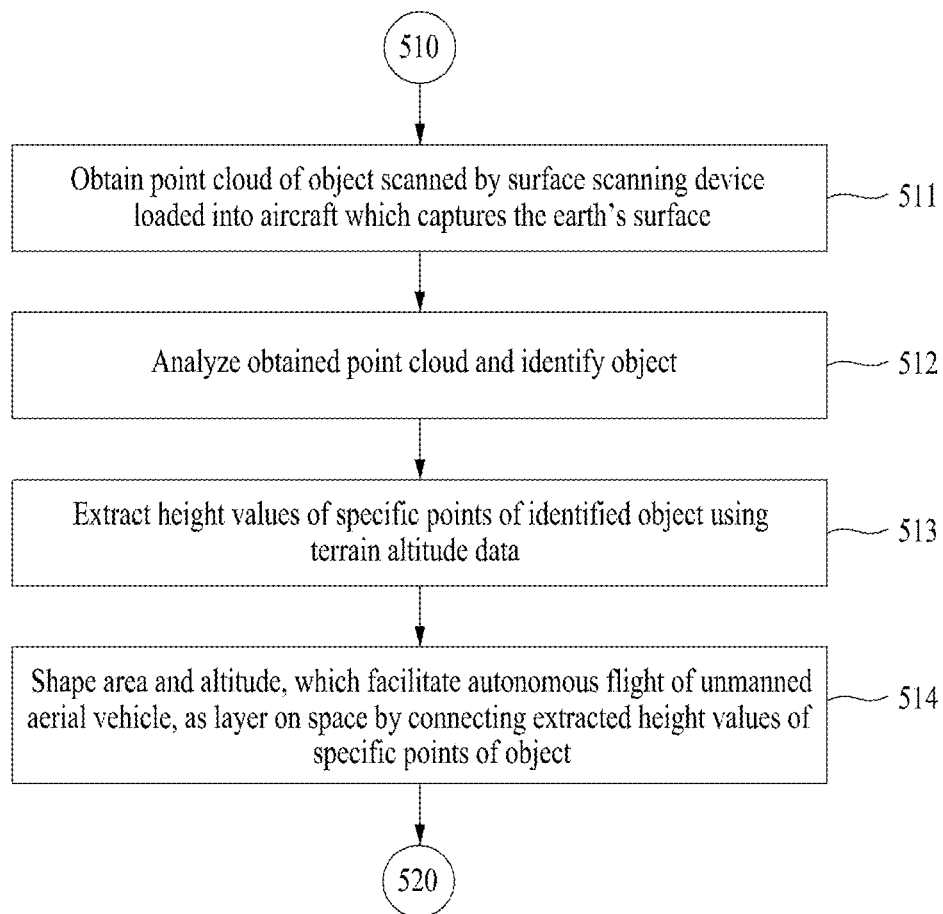 510
Obtain point cloud of object scanned by surface scanning device
loaded into aircraft which captures the earth's surface
511
Analyze obtained point cloud and identify object
512
Extract height values of specific points of identified object using
terrain altitude data
513
Shape area and altitude, which facilitate autonomous flight of unmanned
aerial vehicle, as layer on space by connecting extracted height values of
specific points of object
514
520